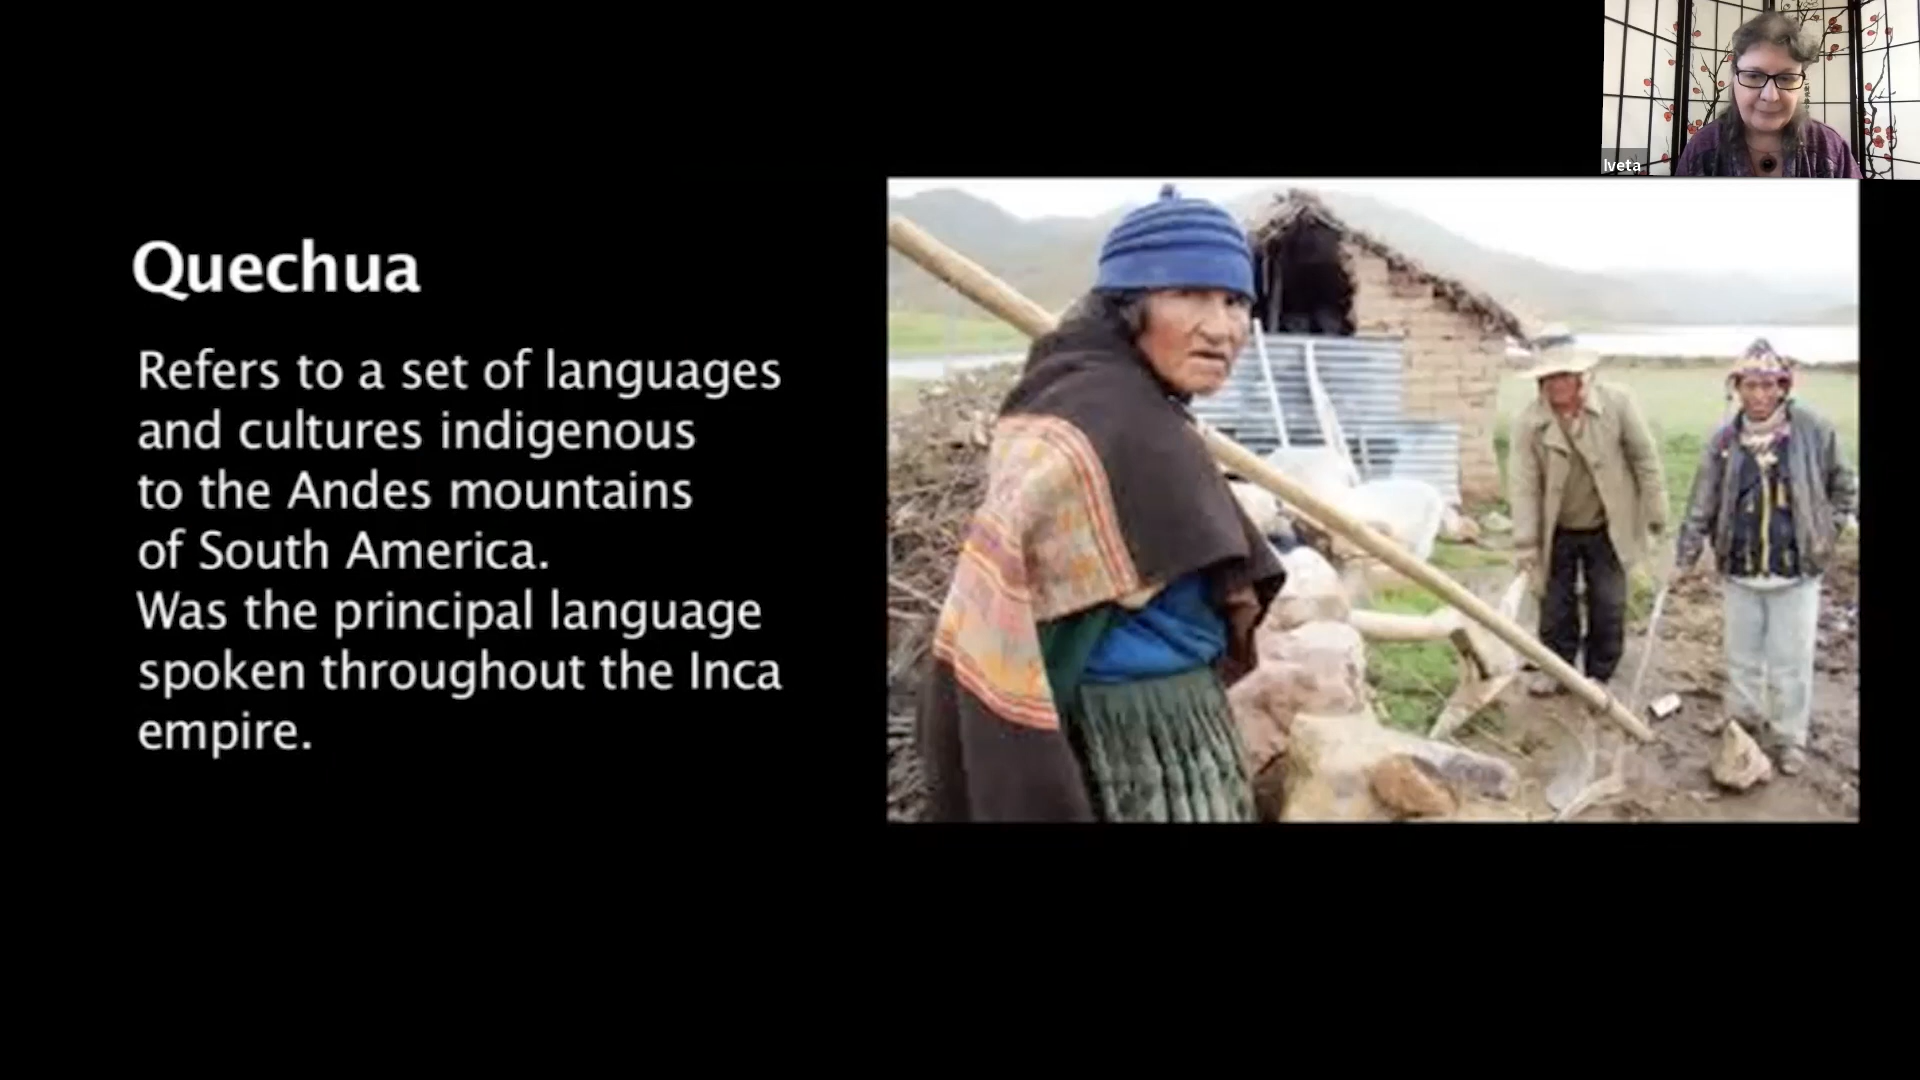 Iveta
Quechua
Refers to a set of languages
and cultures indigenous
to the Andes mountains
of South America.
Was the principal language
spoken throughout the Inca
empire.